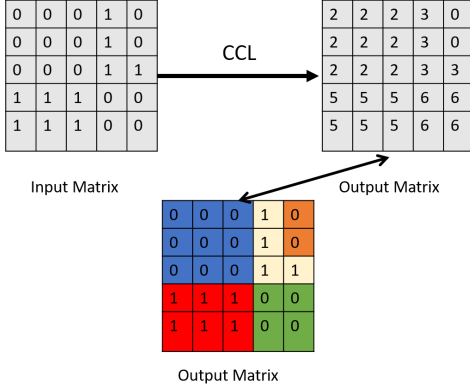 0 0 0 1 0
0 0 0 1 0
0 0 0 1 1
1 1 1 0 0
1 1 1 0 0
Input Matrix
CCL
2 2 2 3 0
2 2 2 3 0
2 2 2 3 3
5 5 5 6 6
5 5 5 6 6
Output Matrix
0 0 0 1 0
0 0 0 1 0
0 0 0 1 1
1 1 1 0 0
1 1 1 0 0
Output Matrix